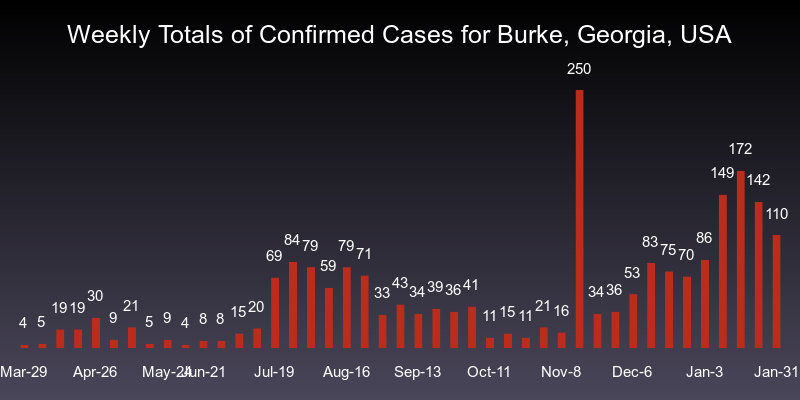 Weekly Totals of Confirmed Cases for Burke, Georgia, USA
4 5 19 19 30 9 21 5 9 4 8 8 15 20 69 84 79 59 79 71 33 43 34 39 36 41 11 15 11 21 16 250 34 36 53 83 75 70 86 149 172 142 110
Mar-29 Apr-26 May-24 Jun-21 Jul-19 Aug-16 Sep-13 Oct-11 Nov-8 Dec-6 Jan-3 Jan-31